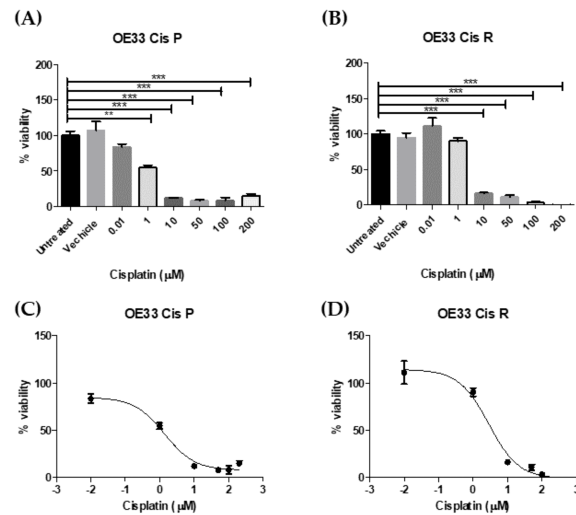 (A)
OE33 Cis P
200
150
100
50
0
% viability
***
***
***
***
**
Untreated
Vechicle
0.01
1
10
50
100
200
Cisplatin (µM)
(B)
OE33 Cis R
200
150
100
50
0
% viability
***
***
***
***
Untreated
Vechicle
0.01
1
10
50
100
200
Cisplatin (µM)
(C)
OE33 Cis P
150
100
50
0
% viability
-3 -2 -1 0 1 2 3
Cisplatin (µM)
(D)
OE33 Cis R
150
100
50
0
% viability
-3 -2 -1 0 1 2 3
Cisplatin (µM)